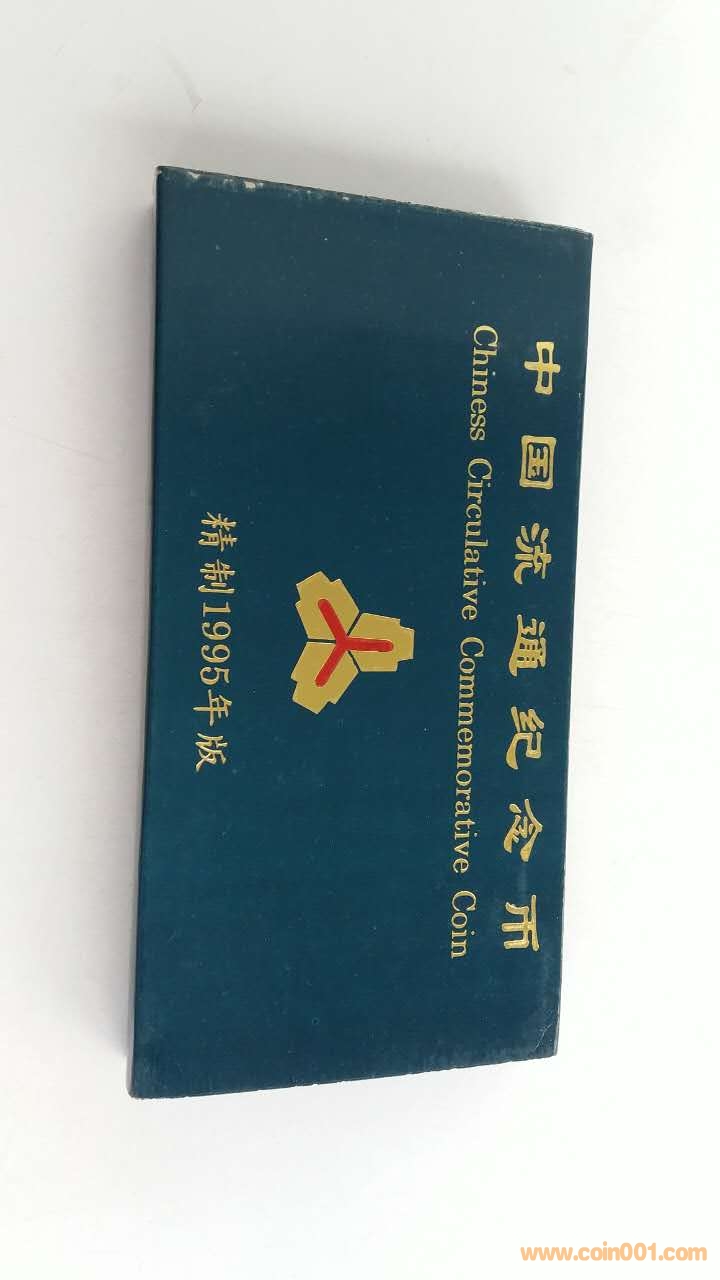 中国流通纪念币
Chiness Circulative Commemorative Coin
精制1995年版
www.coin001.com